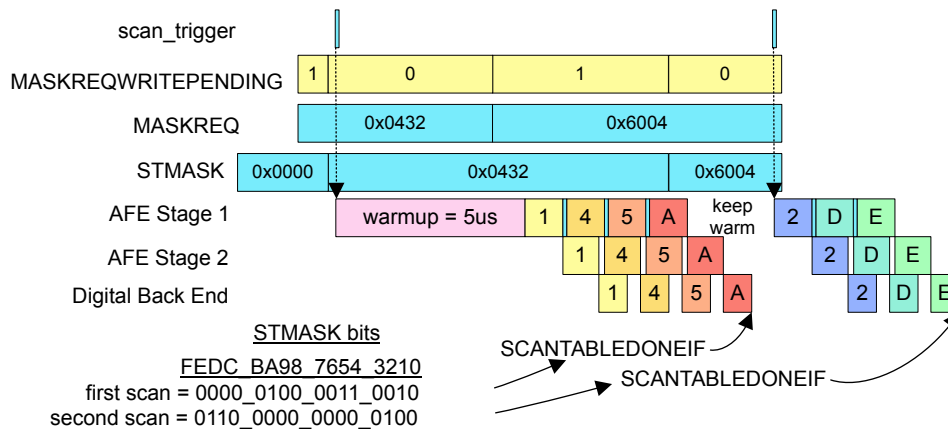 scan_trigger
MASKREQWRITEPENDING 1 0 1 0
MASKREQ 0x0432 0x6004
STMASK 0x0000 0x0432 0x6004
AFE Stage 1 warmup = 5us 1 4 5 A keep warm 2 D E
AFE Stage 2 1 4 5 A 2 D E
Digital Back End 1 4 5 A 2 D E
STMASK bits
SCANTABLEDONEIF
FEDC_BA98_7654_3210
SCANTABLEDONEIF
first scan = 0000_0100_0011_0010
second scan = 0110_0000_0000_0100